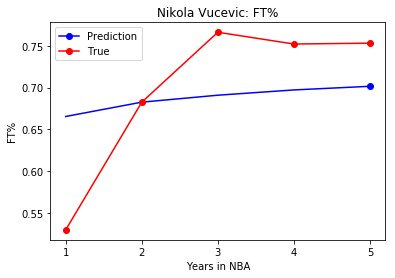 Nikola Vucevic: FT%
Prediction
True
0.75
0.70
0.65
0.60
0.55
FT%
1 2 3 4 5
Years in NBA